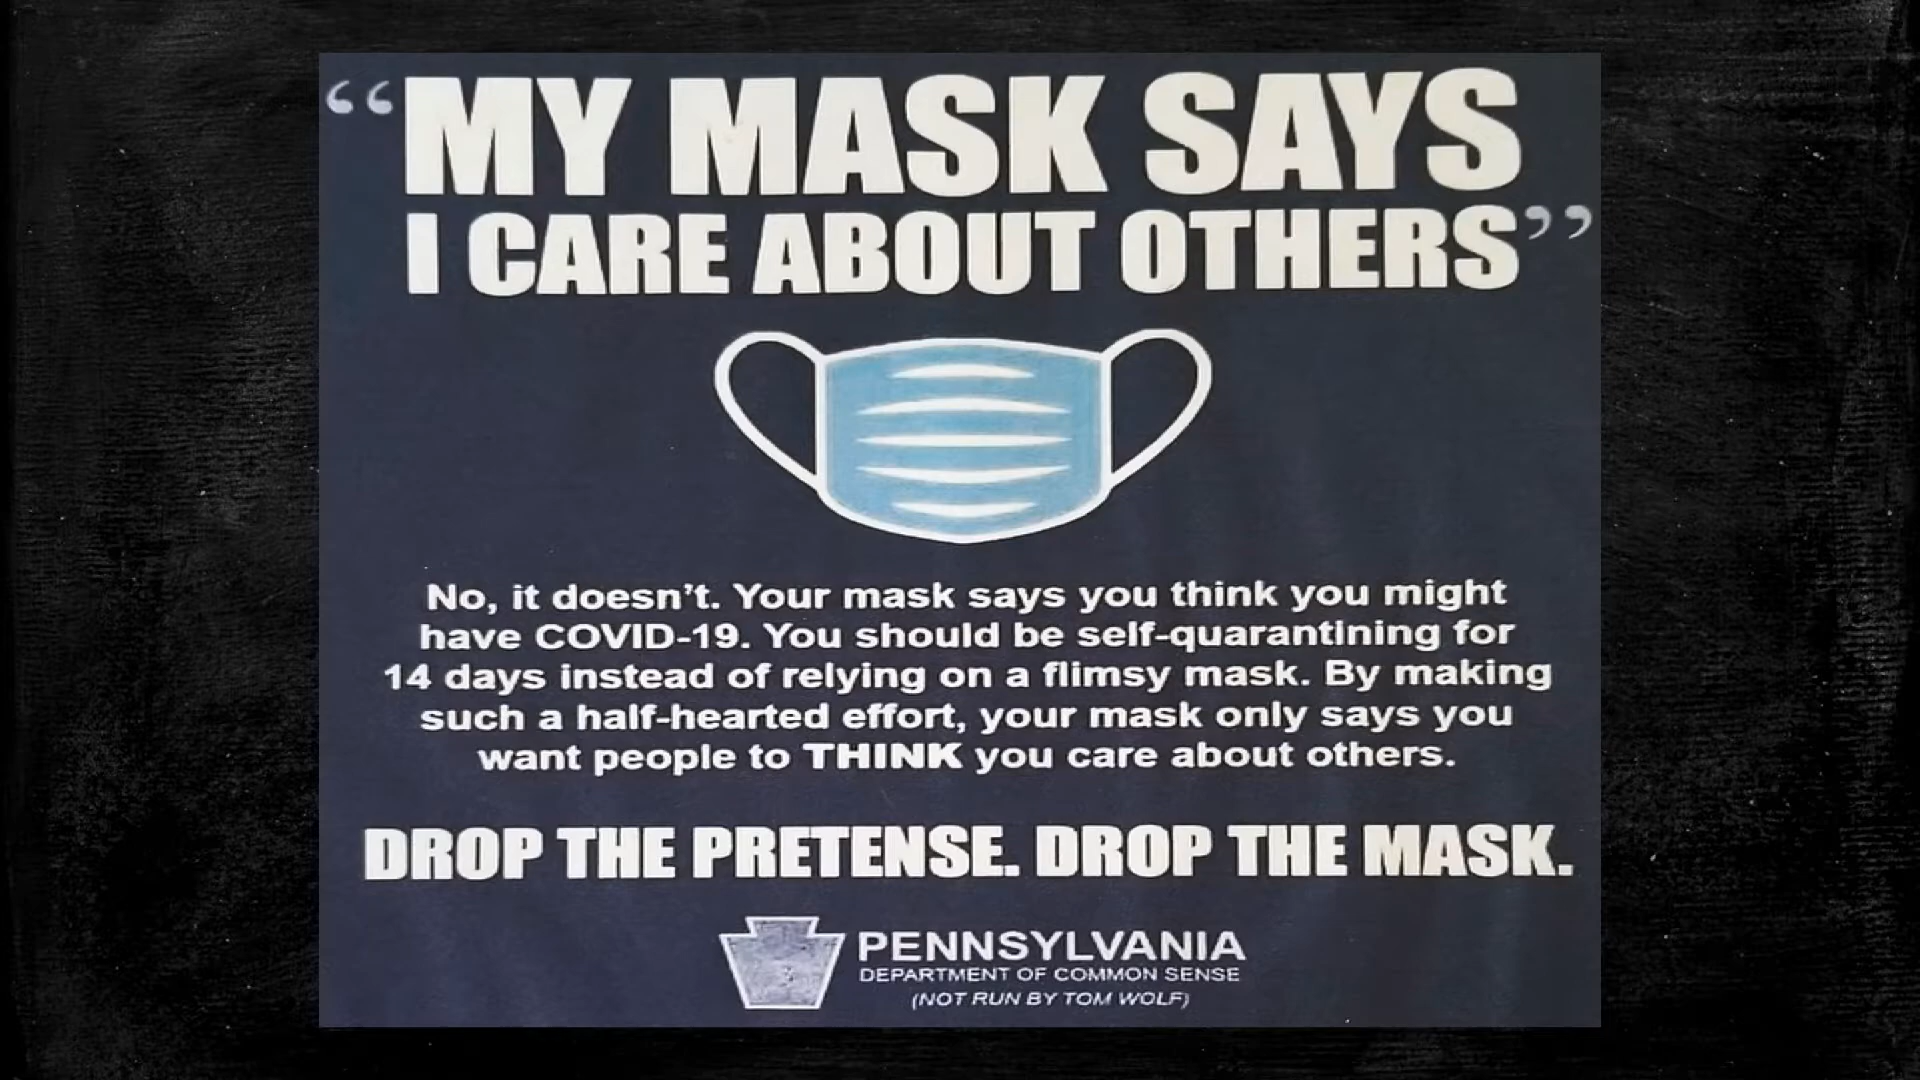 “MY MASK SAYS
I CARE ABOUT OTHERS”
No, it doesn’t. Your mask says you think you might
have COVID-19. You should be self-quarantining for
14 days instead of relying on a flimsy mask. By making
such a half-hearted effort, your mask only says you
want people to THINK you care about others.
DROP THE PRETENSE. DROP THE MASK.
PENNSYLVANIA
DEPARTMENT OF COMMON SENSE
(NOT RUN BY TOM WOLF)